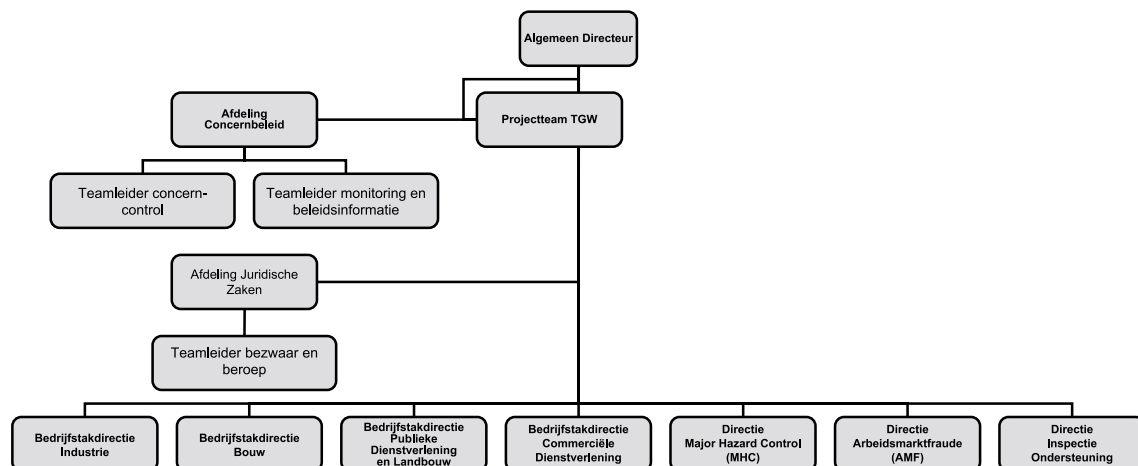 Algemeen Directeur
Afdeling
Concernbeleid
Projectteam TGW
Teamleider concern-
control
Teamleider monitoring en
beleidsinformatie
Afdeling Juridische
Zaken
Teamleider bezwaar en
beroep
Bedrijfstakdirectie
Industrie
Bedrijfstakdirectie
Bouw
Bedrijfstakdirectie
Publieke
Dienstverlening
en Landbouw
Bedrijfstakdirectie
Commerciële
Dienstverlening
Directie
Major Hazard Control
(MHC)
Directie
Arbeidsmarktfraude
(AMF)
Directie
Inspectie
Ondersteuning